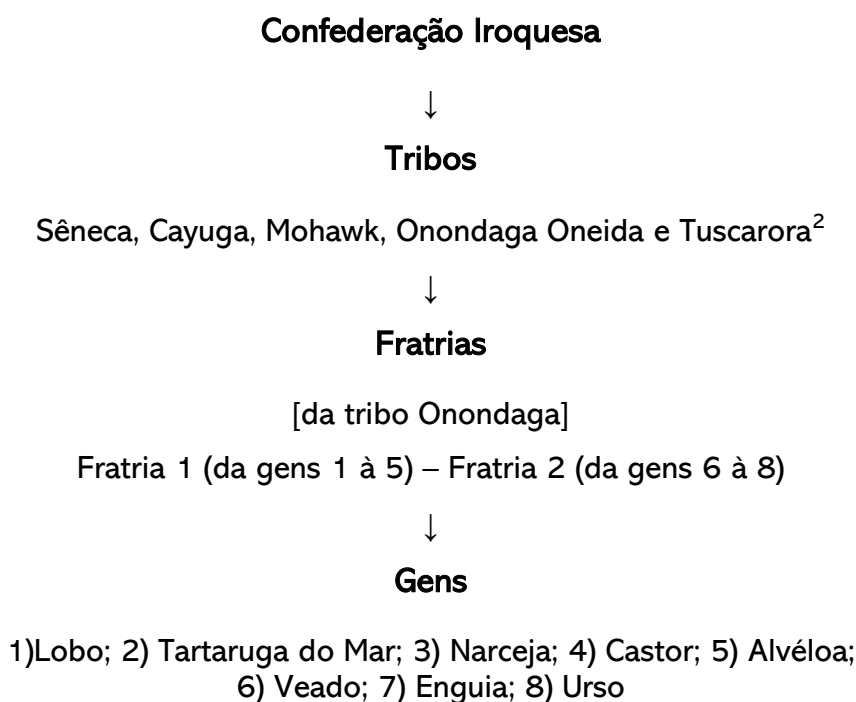 Confederação Iroquesa
↓
Tribos
Sêneca, Cayuga, Mohawk, Onondaga Oneida e Tuscarora²
↓
Fratrias
[da tribo Onondaga]
Fratria 1 (da gens 1 à 5) – Fratria 2 (da gens 6 à 8)
↓
Gens
1)Lobo; 2) Tartaruga do Mar; 3) Narceja; 4) Castor; 5) Alvéloa;
6) Veado; 7) Enguia; 8) Urso